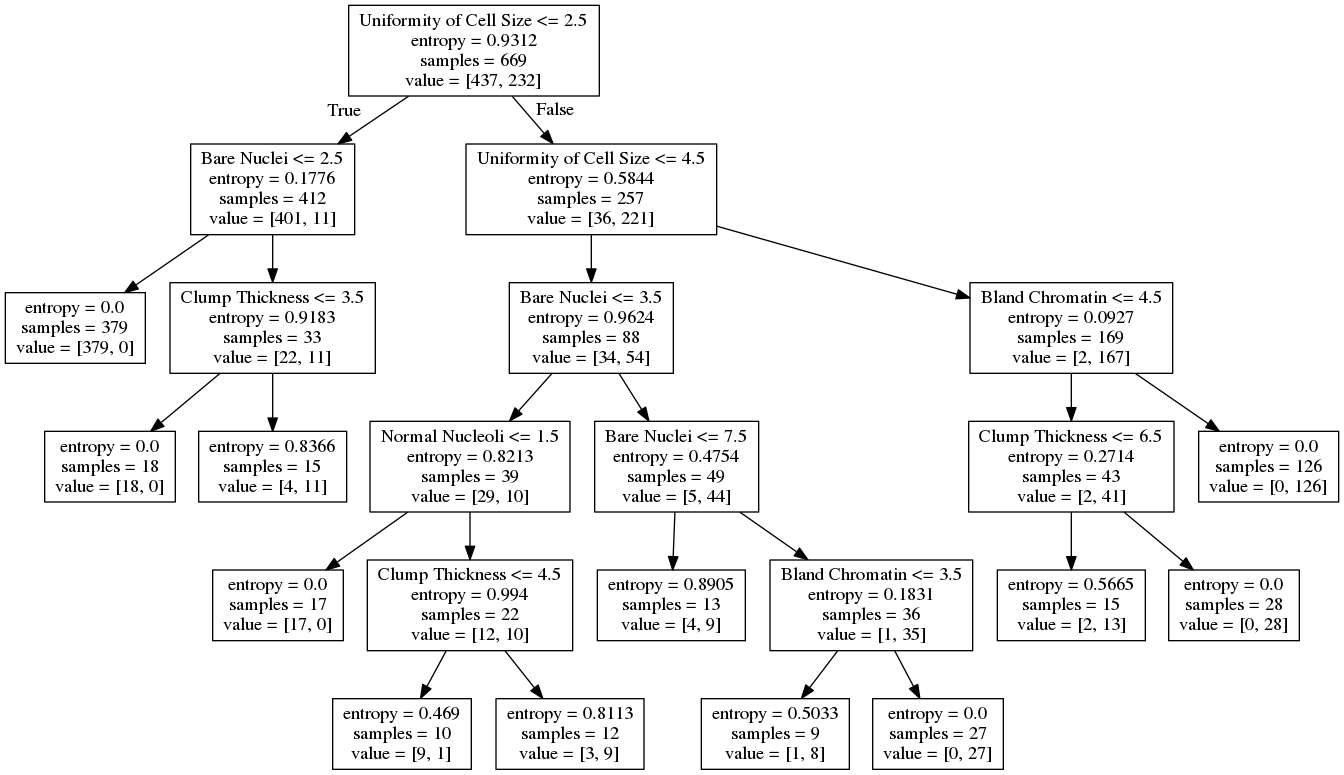 Uniformity of Cell Size <= 2.5
entropy = 0.9312
samples = 669
value = [437, 232]
True
False
Bare Nuclei <= 2.5
entropy = 0.1776
samples = 412
value = [401, 11]
Uniformity of Cell Size <= 4.5
entropy = 0.5844
samples = 257
value = [36, 221]
entropy = 0.0
samples = 379
value = [379, 0]
Clump Thickness <= 3.5
entropy = 0.9183
samples = 33
value = [22, 11]
Bare Nuclei <= 3.5
entropy = 0.9624
samples = 88
value = [34, 54]
Bland Chromatin <= 4.5
entropy = 0.0927
samples = 169
value = [2, 167]
entropy = 0.0
samples = 18
value = [18, 0]
entropy = 0.8366
samples = 15
value = [4, 11]
Normal Nucleoli <= 1.5
entropy = 0.8213
samples = 39
value = [29, 10]
Bare Nuclei <= 7.5
entropy = 0.4754
samples = 49
value = [5, 44]
Clump Thickness <= 6.5
entropy = 0.2714
samples = 43
value = [2, 41]
entropy = 0.0
samples = 126
value = [0, 126]
entropy = 0.0
samples = 17
value = [17, 0]
Clump Thickness <= 4.5
entropy = 0.994
samples = 22
value = [12, 10]
entropy = 0.8905
samples = 13
value = [4, 9]
Bland Chromatin <= 3.5
entropy = 0.1831
samples = 36
value = [1, 35]
entropy = 0.5665
samples = 15
value = [2, 13]
entropy = 0.0
samples = 28
value = [0, 28]
entropy = 0.469
samples = 10
value = [9, 1]
entropy = 0.8113
samples = 12
value = [3, 9]
entropy = 0.5033
samples = 9
value = [1, 8]
entropy = 0.0
samples = 27
value = [0, 27]